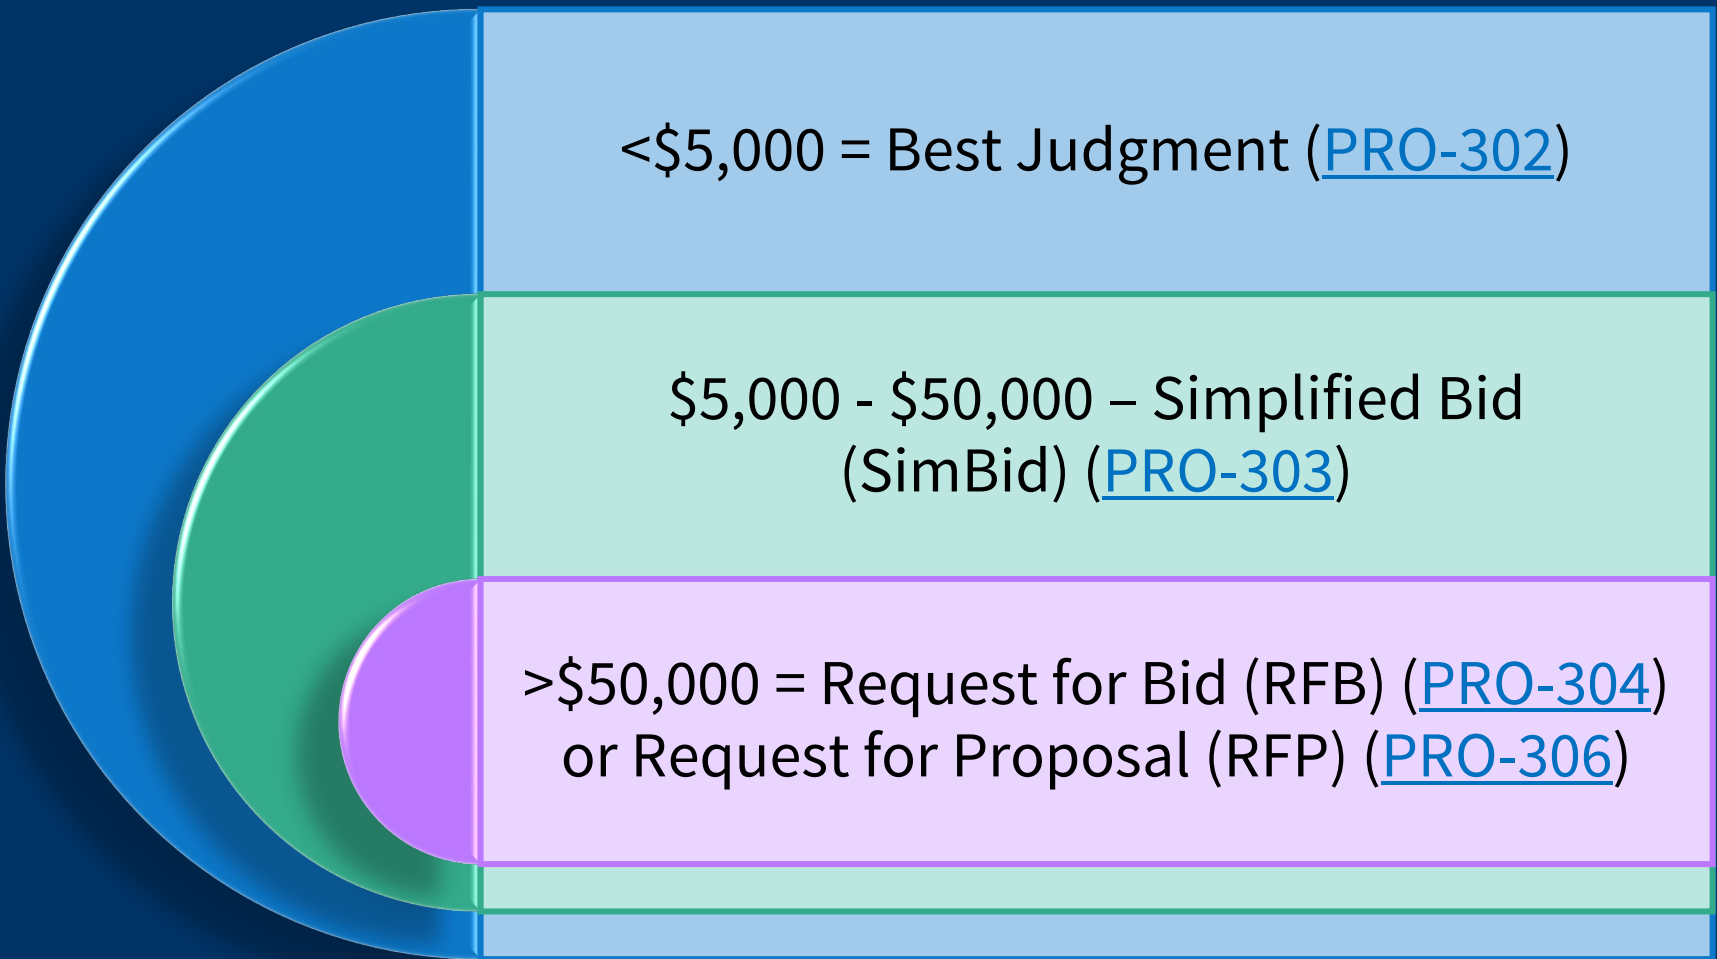 <$5,000 = Best Judgment (PRO-302)
$5,000 - $50,000 – Simplified Bid
(SimBid) (PRO-303)
>$50,000 = Request for Bid (RFB) (PRO-304)
or Request for Proposal (RFP) (PRO-306)